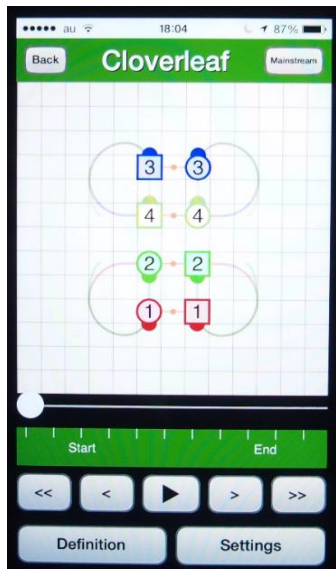 au 18:04 87%
Back Cloverleaf Mainstream
3 3
4 4
2 2
1 1
Start End
<< < > >>
Definition Settings